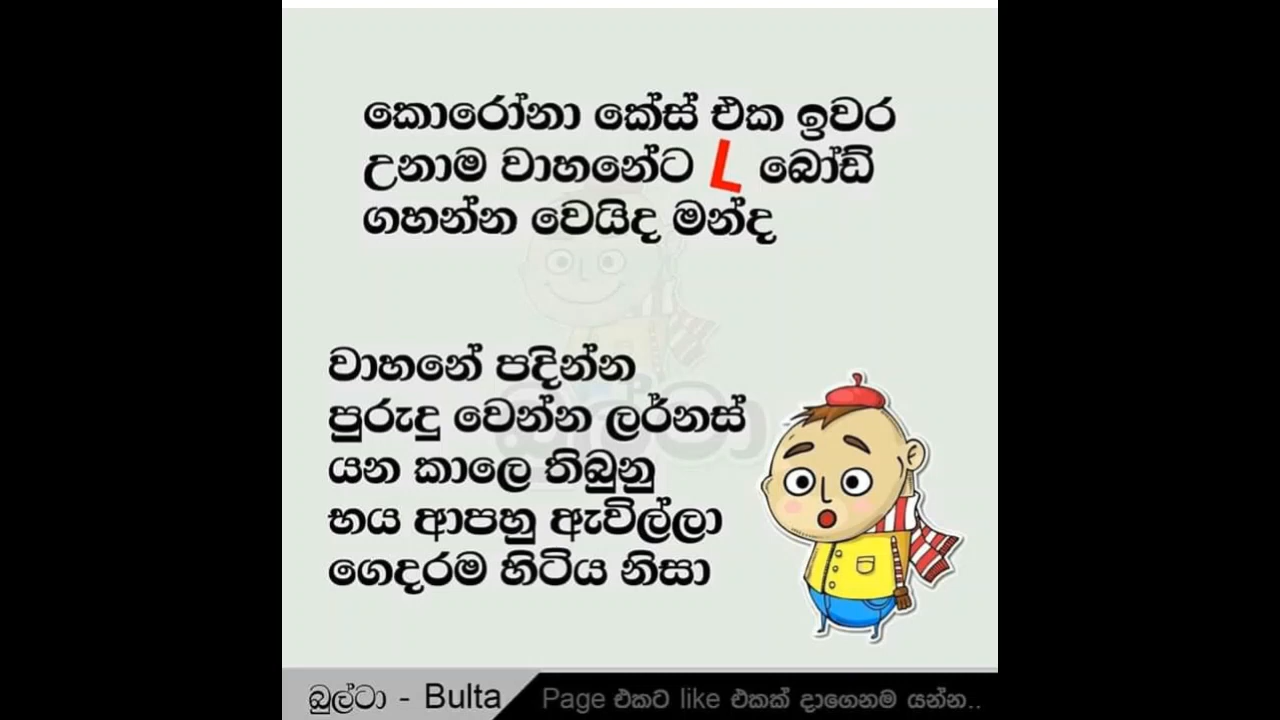 කොරෝනා කේස් එක ඉවර
උනාම වාහනේට L බෝඩ්
ගහන්න වෙයිද මන්ද
වාහනේ පදින්න
පුරුදු වෙන්න ලර්නස්
යන කාලෙ තිබුනු
භය ආපහු ඇවිල්ලා
ගෙදරම හිටිය නිසා
බුල්ටා
බුල්ටා - Bulta
Page එකට like එකක් දාගෙනම යන්න..